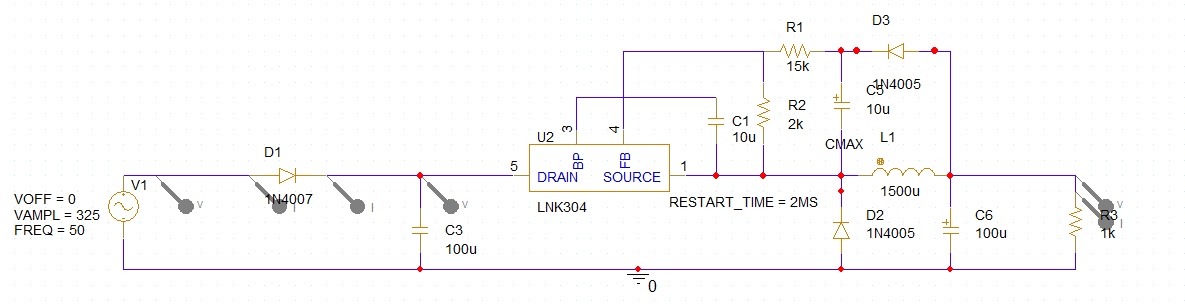 D3
R1
15k
1N4005
C5
10u
R2
2k
C1
10u
3
4
U2
CMAX
L1
D1
5
BP
FB
1
DRAIN
SOURCE
1500u
V1
V
I
I
V
V
1N4007
VOFF = 0
VAMPL = 325
FREQ = 50
LNK304
RESTART_TIME = 2MS
D2
1N4005
C6
100u
R3
1k
I
C3
100u
0